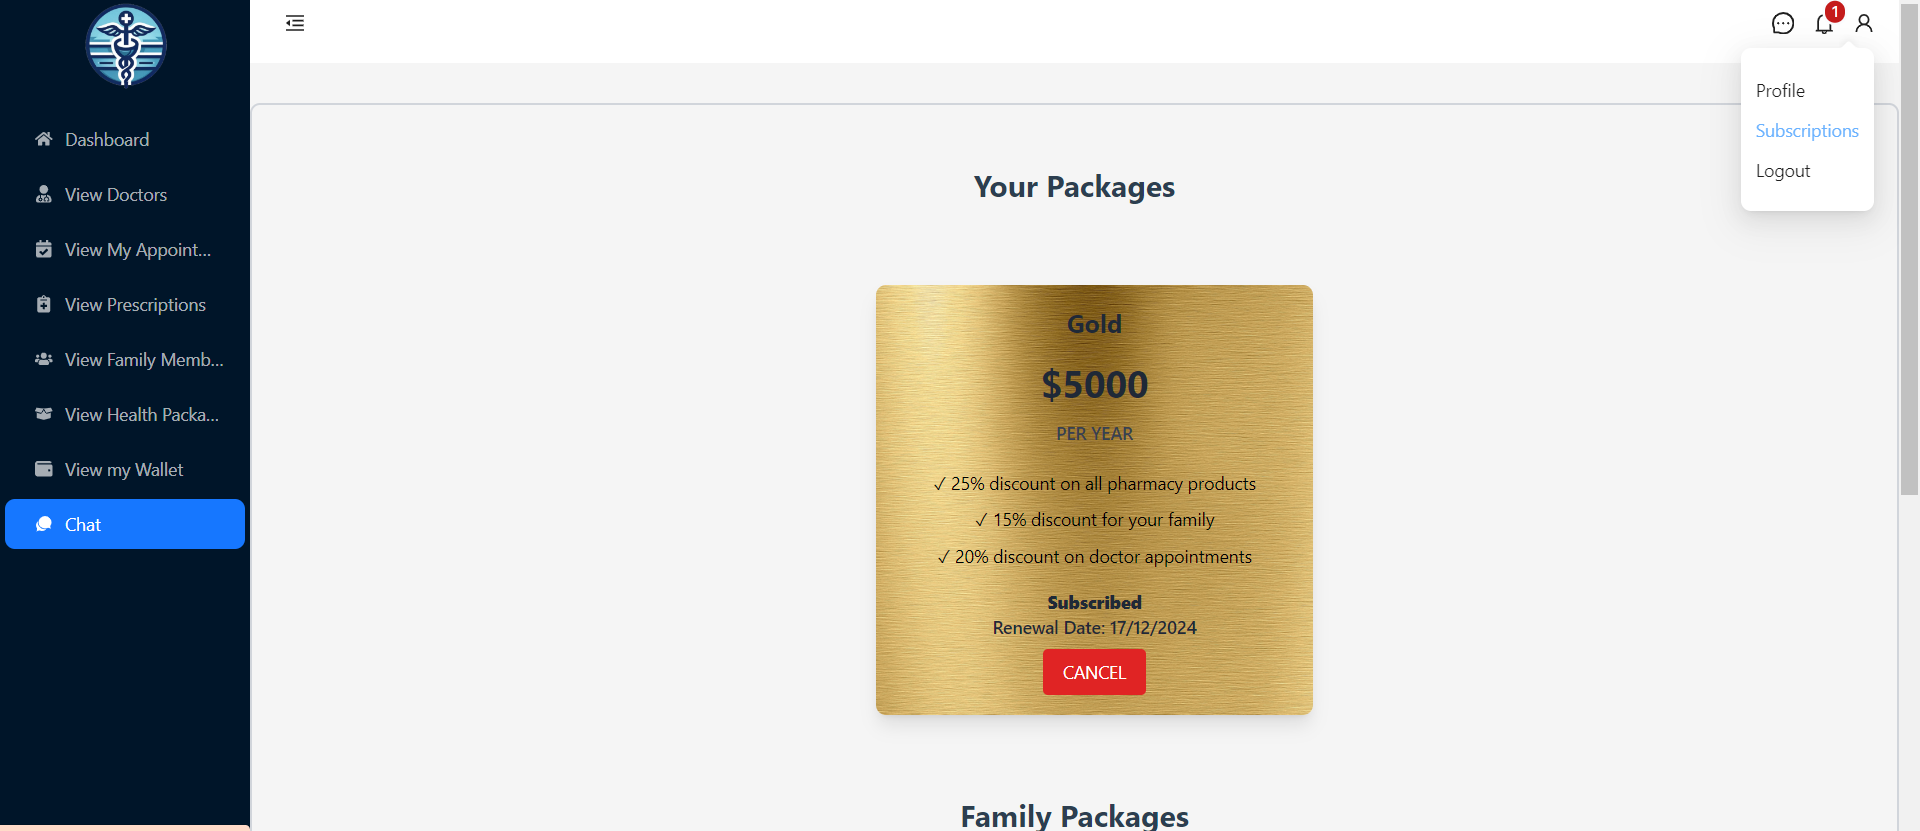 Dashboard
View Doctors
View My Appoint...
View Prescriptions
View Family Memb...
View Health Packa...
View my Wallet
Chat
1
Profile
Subscriptions
Logout
Your Packages
Gold
$5000
PER YEAR
✓ 25% discount on all pharmacy products
✓ 15% discount for your family
✓ 20% discount on doctor appointments
Subscribed
Renewal Date: 17/12/2024
CANCEL
Family Packages